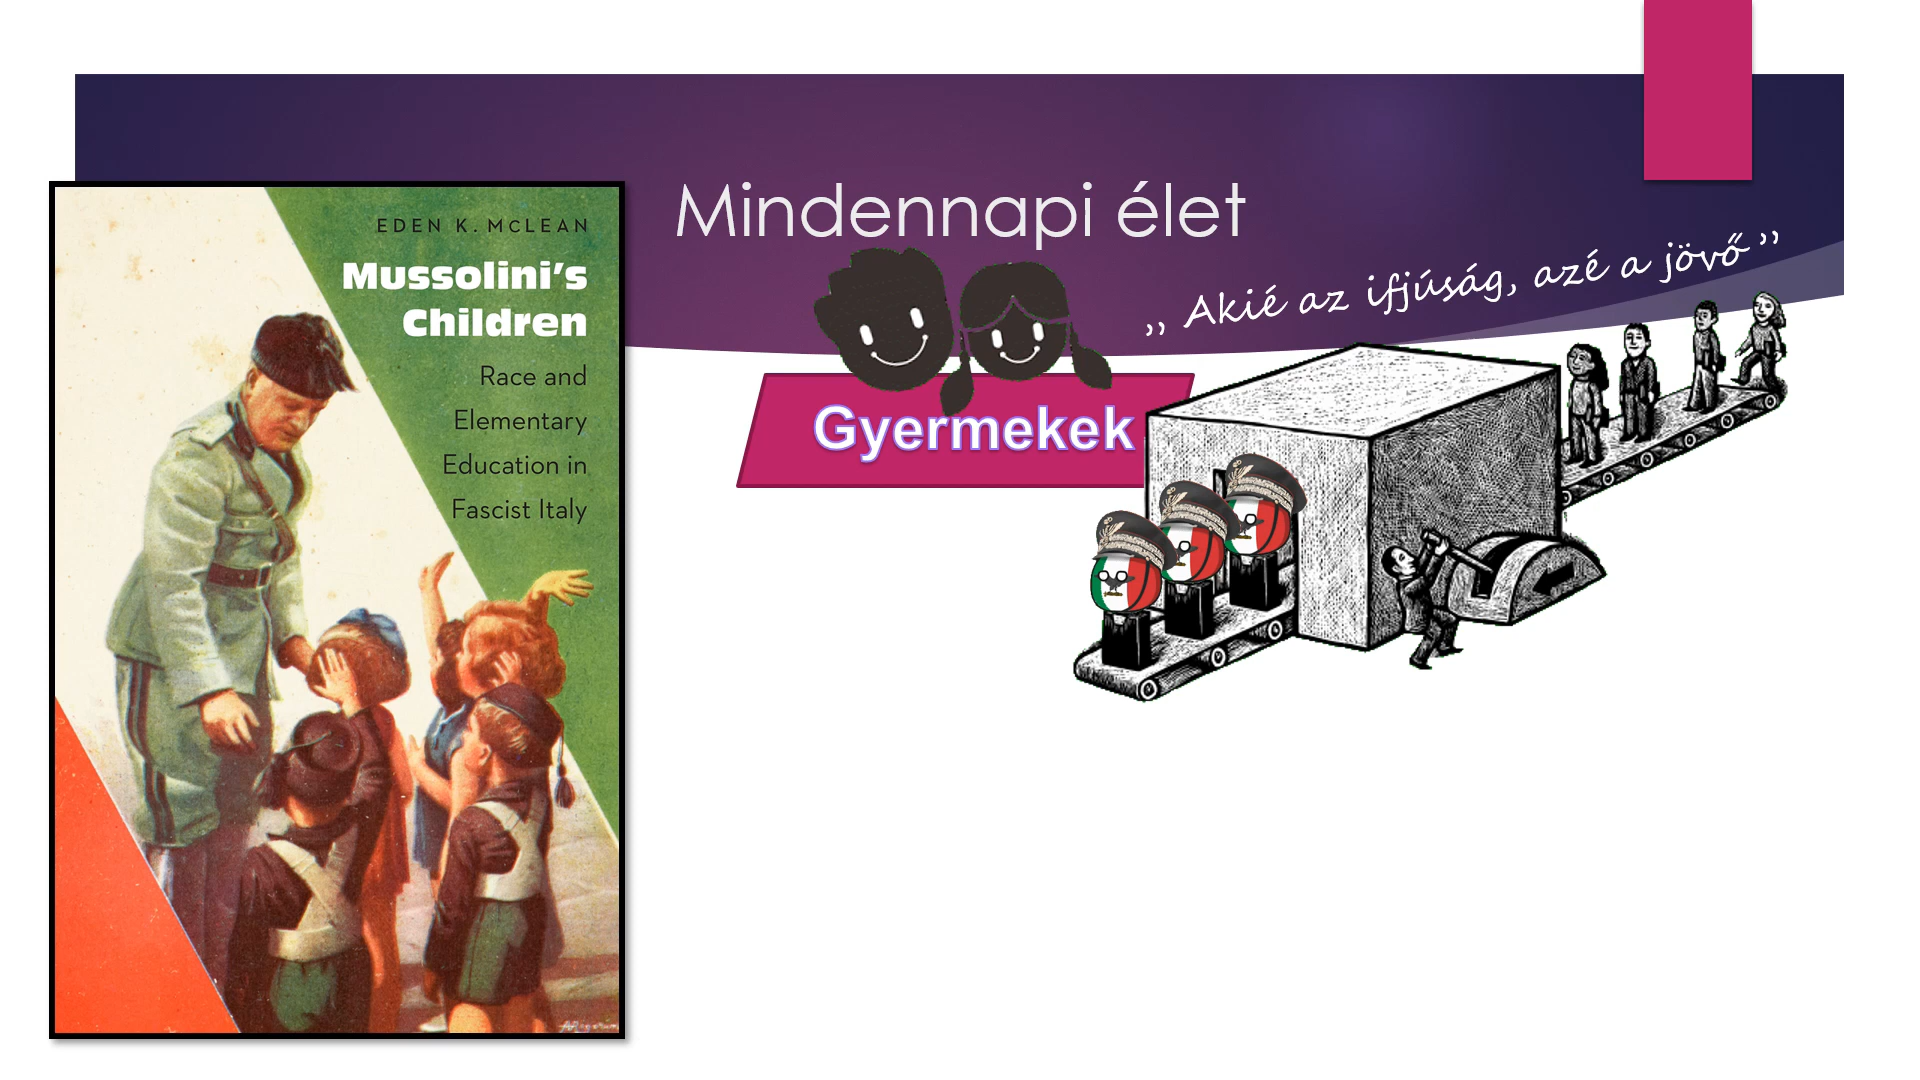 Mindennapi élet
„ Akié az ifjúság, azé a jövő ”
Gyermekek
EDEN K. MCLEAN
Mussolini's
Children
Race and
Elementary
Education in
Fascist Italy